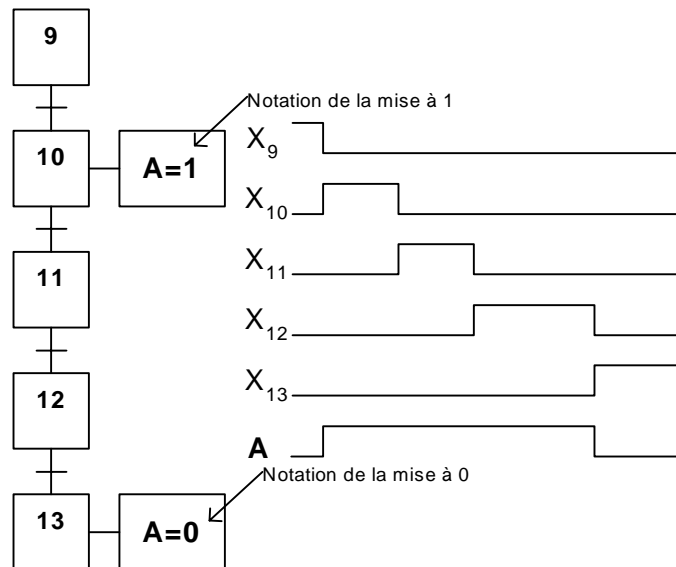 9
Notation de la mise à 1
10
A=1
X9
X10
11
X11
X12
12
X13
A
Notation de la mise à 0
13
A=0